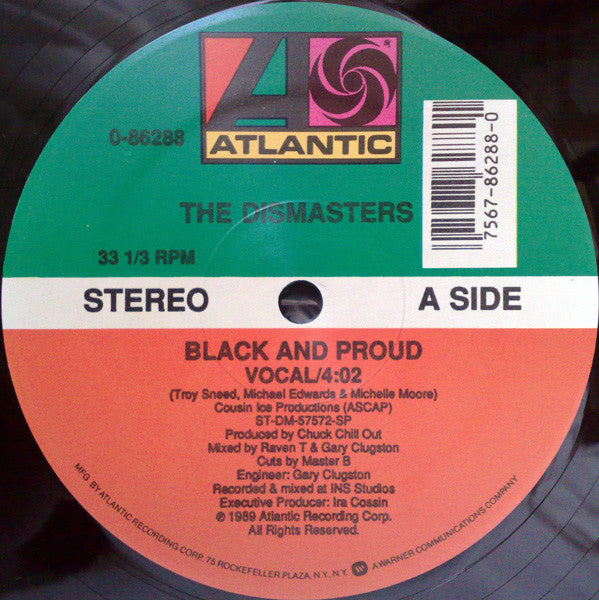 ATLANTIC
0-86288
7567-86288-0
THE DISMASTERS
33 1/3 RPM
STEREO
A SIDE
BLACK AND PROUD
VOCAL/4:02
(Troy Sneed, Michael Edwards & Michelle Moore)
Cousin Ice Productions (ASCAP)
ST-DM-57572-SP
Produced by Chuck Chill Out
Mixed by Raven T & Gary Clugston
Cuts by Master B
Engineer: Gary Clugston
Recorded & mixed at INS Studios
Executive Producer: Ira Cossin
℗ 1989 Atlantic Recording Corp.
All Rights Reserved.
MFG. BY ATLANTIC RECORDING CORP. 75 ROCKEFELLER PLAZA, N.Y., N.Y. A WARNER COMMUNICATIONS COMPANY